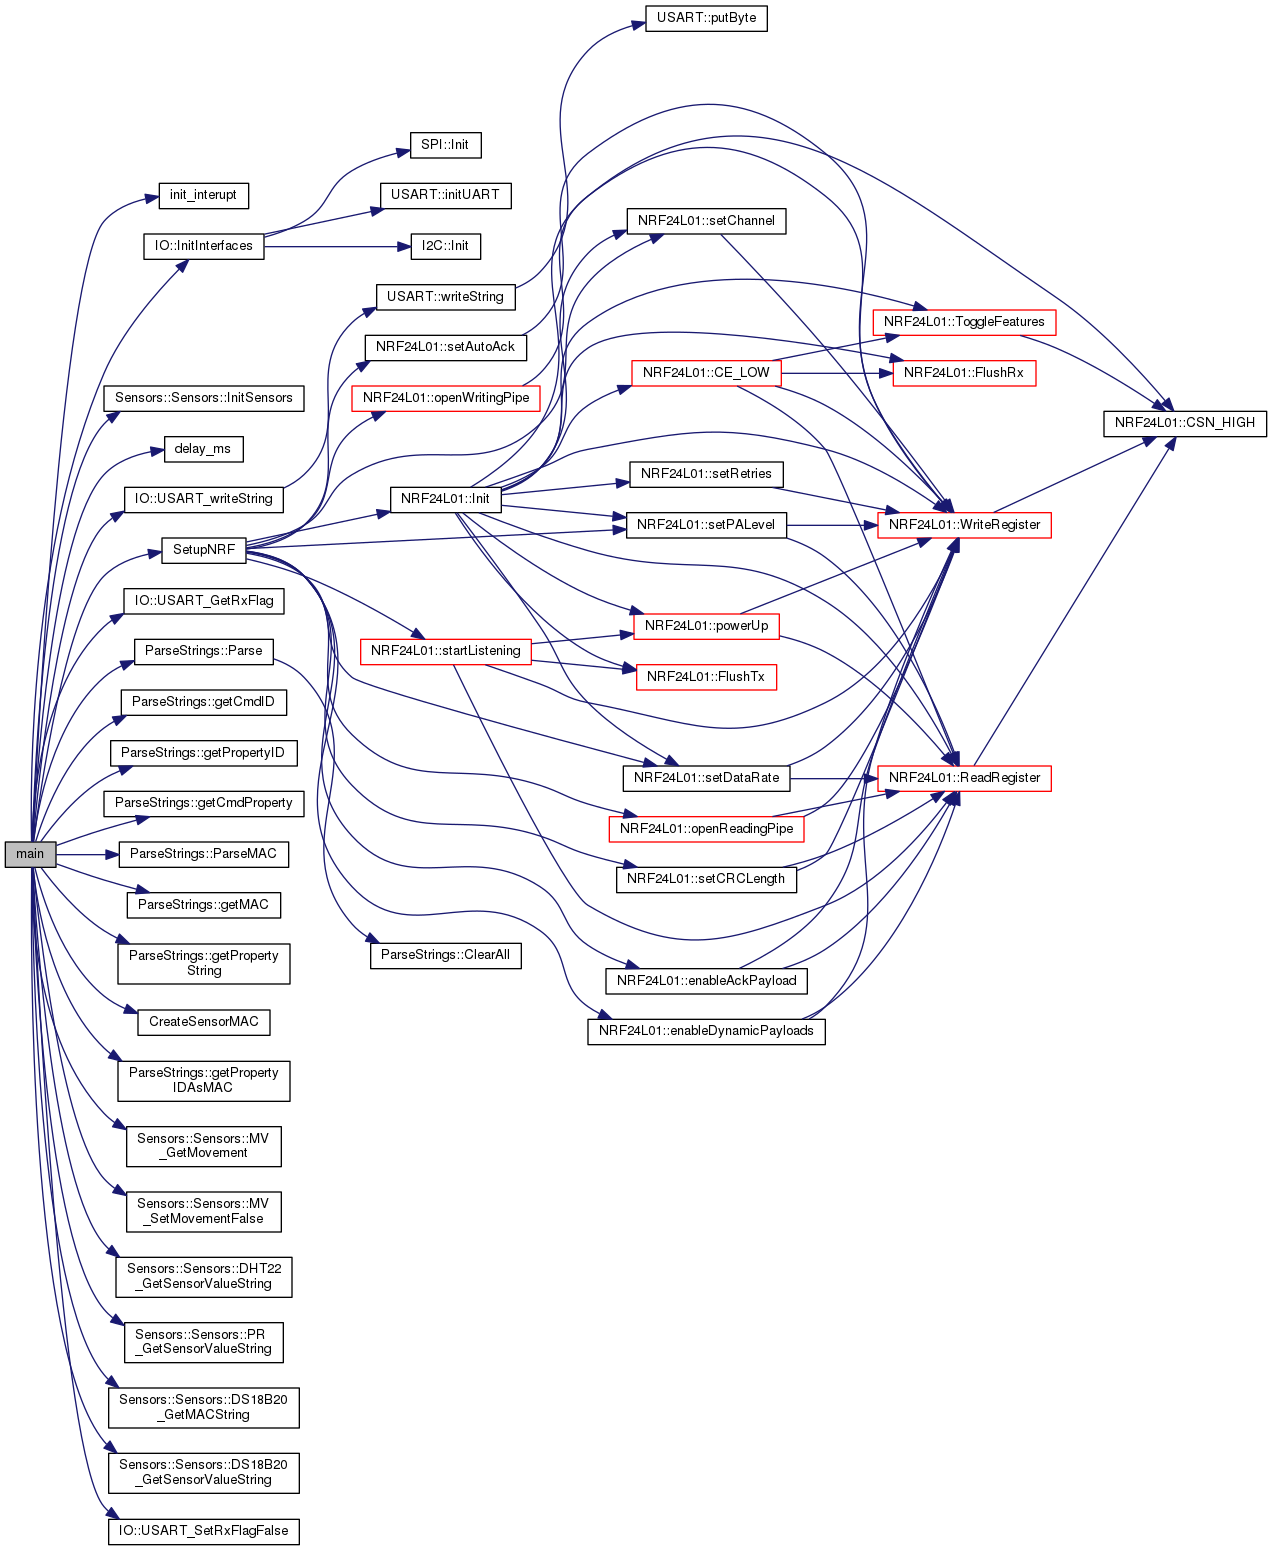 USART::putByte
SPI::Init
init_interupt
USART::initUART
NRF24L01::setChannel
IO::InitInterfaces
I2C::Init
USART::writeString
NRF24L01::ToggleFeatures
NRF24L01::setAutoAck
NRF24L01::CE_LOW
NRF24L01::FlushRx
Sensors::Sensors::InitSensors
NRF24L01::openWritingPipe
NRF24L01::CSN_HIGH
delay_ms
NRF24L01::setRetries
IO::USART_writeString
NRF24L01::Init
NRF24L01::setPALevel
NRF24L01::WriteRegister
SetupNRF
IO::USART_GetRxFlag
NRF24L01::powerUp
ParseStrings::Parse
NRF24L01::startListening
NRF24L01::FlushTx
ParseStrings::getCmdID
ParseStrings::getPropertyID
NRF24L01::setDataRate
NRF24L01::ReadRegister
ParseStrings::getCmdProperty
NRF24L01::openReadingPipe
main
ParseStrings::ParseMAC
NRF24L01::setCRCLength
ParseStrings::getMAC
ParseStrings::getProperty
String
ParseStrings::ClearAll
NRF24L01::enableAckPayload
CreateSensorMAC
NRF24L01::enableDynamicPayloads
ParseStrings::getProperty
IDAsMAC
Sensors::Sensors::MV
_GetMovement
Sensors::Sensors::MV
_SetMovementFalse
Sensors::Sensors::DHT22
_GetSensorValueString
Sensors::Sensors::PR
_GetSensorValueString
Sensors::Sensors::DS18B20
_GetMACString
Sensors::Sensors::DS18B20
_GetSensorValueString
IO::USART_SetRxFlagFalse